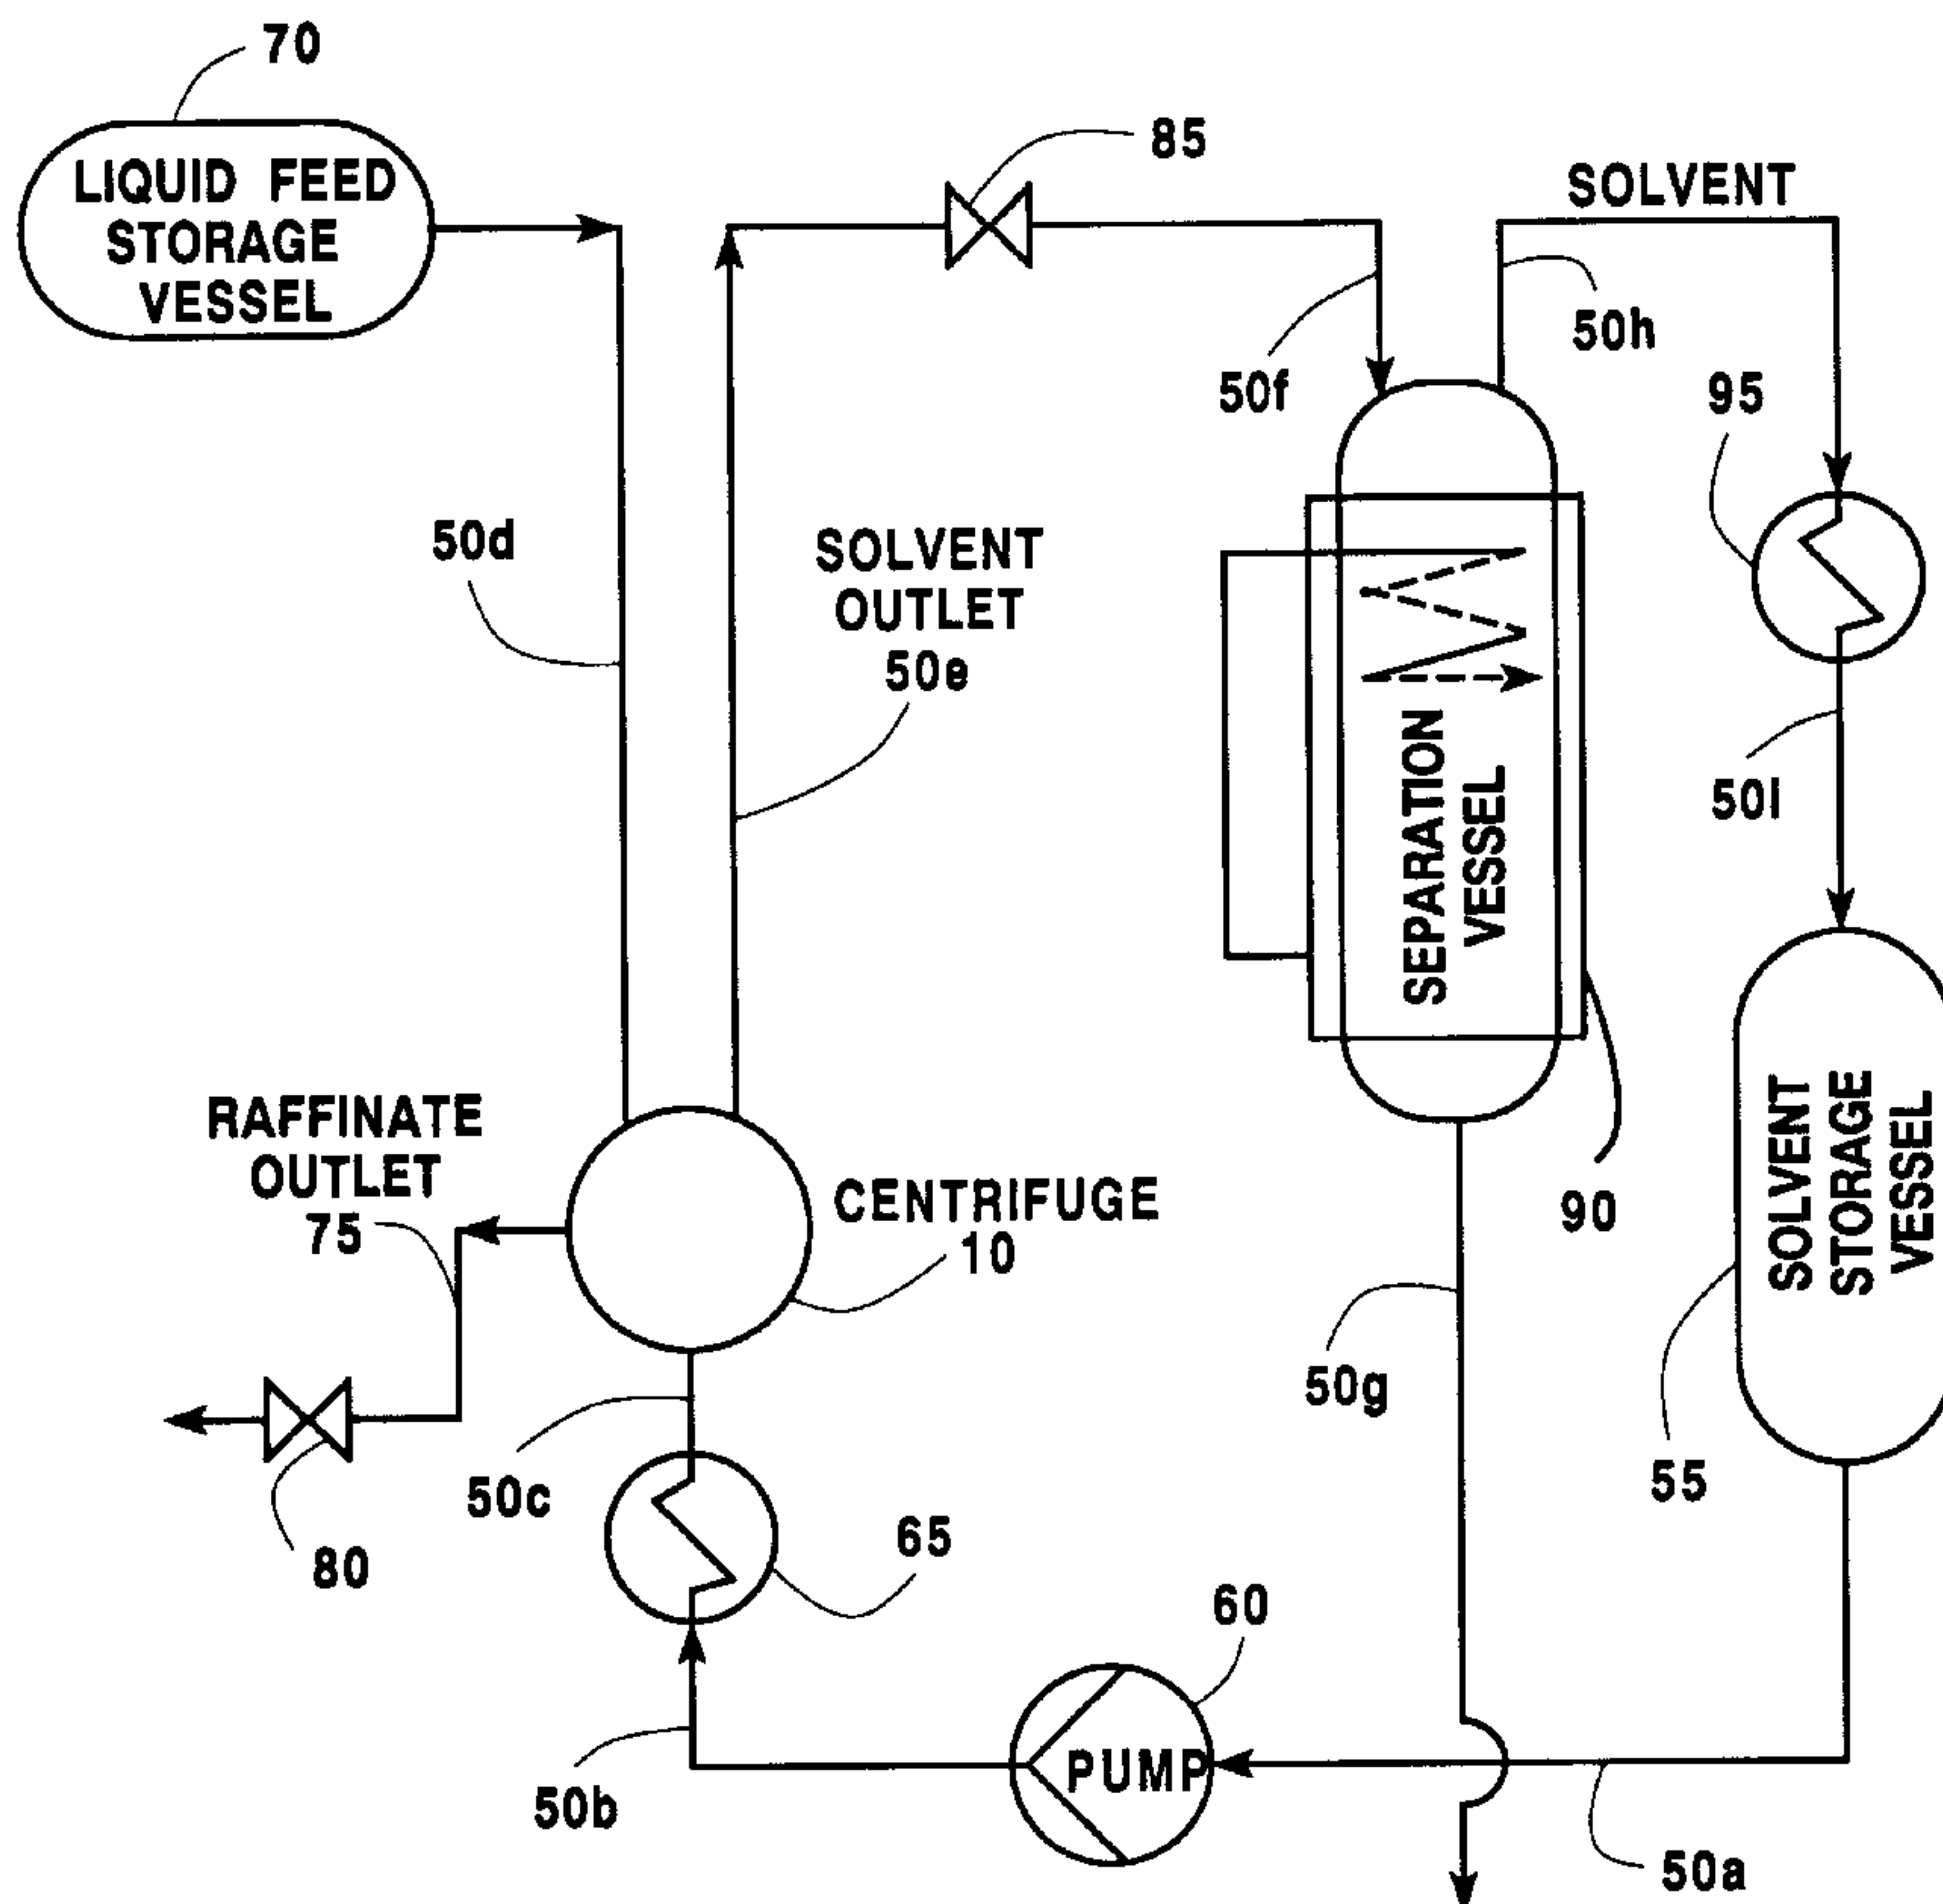 70
LIQUID FEED
STORAGE
VESSEL
85
SOLVENT
50f
50h
95
50d
SOLVENT
OUTLET
50e
50l
SEPARATION
VESSEL
RAFFINATE
OUTLET
75
CENTRIFUGE
10
90
SOLVENT
STORAGE
VESSEL
50g
55
50c
80
65
60
PUMP
50b
50a